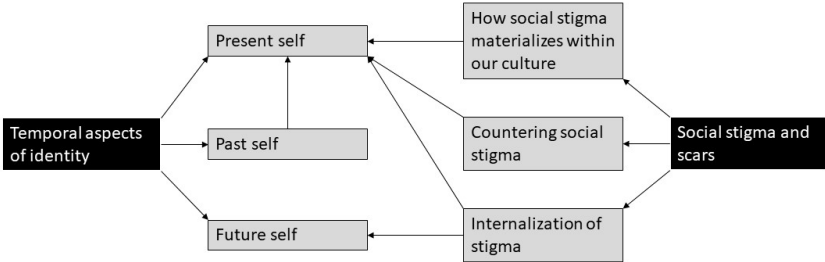 Present self
How social stigma
materializes within
our culture
Temporal aspects
of identity
Past self
Countering social
stigma
Social stigma and
scars
Future self
Internalization of
stigma